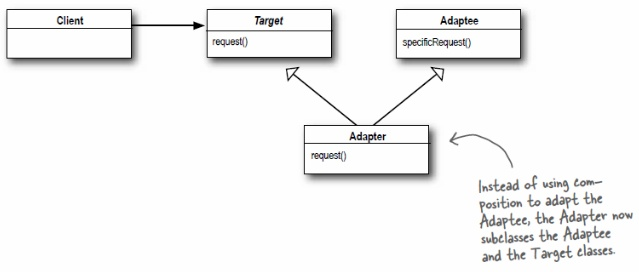 Client
Target
request()
Adaptee
specificRequest()
Adapter
request()
Instead of using com-
position to adapt the
Adaptee, the Adapter now
subclasses the Adaptee
and the Target classes.